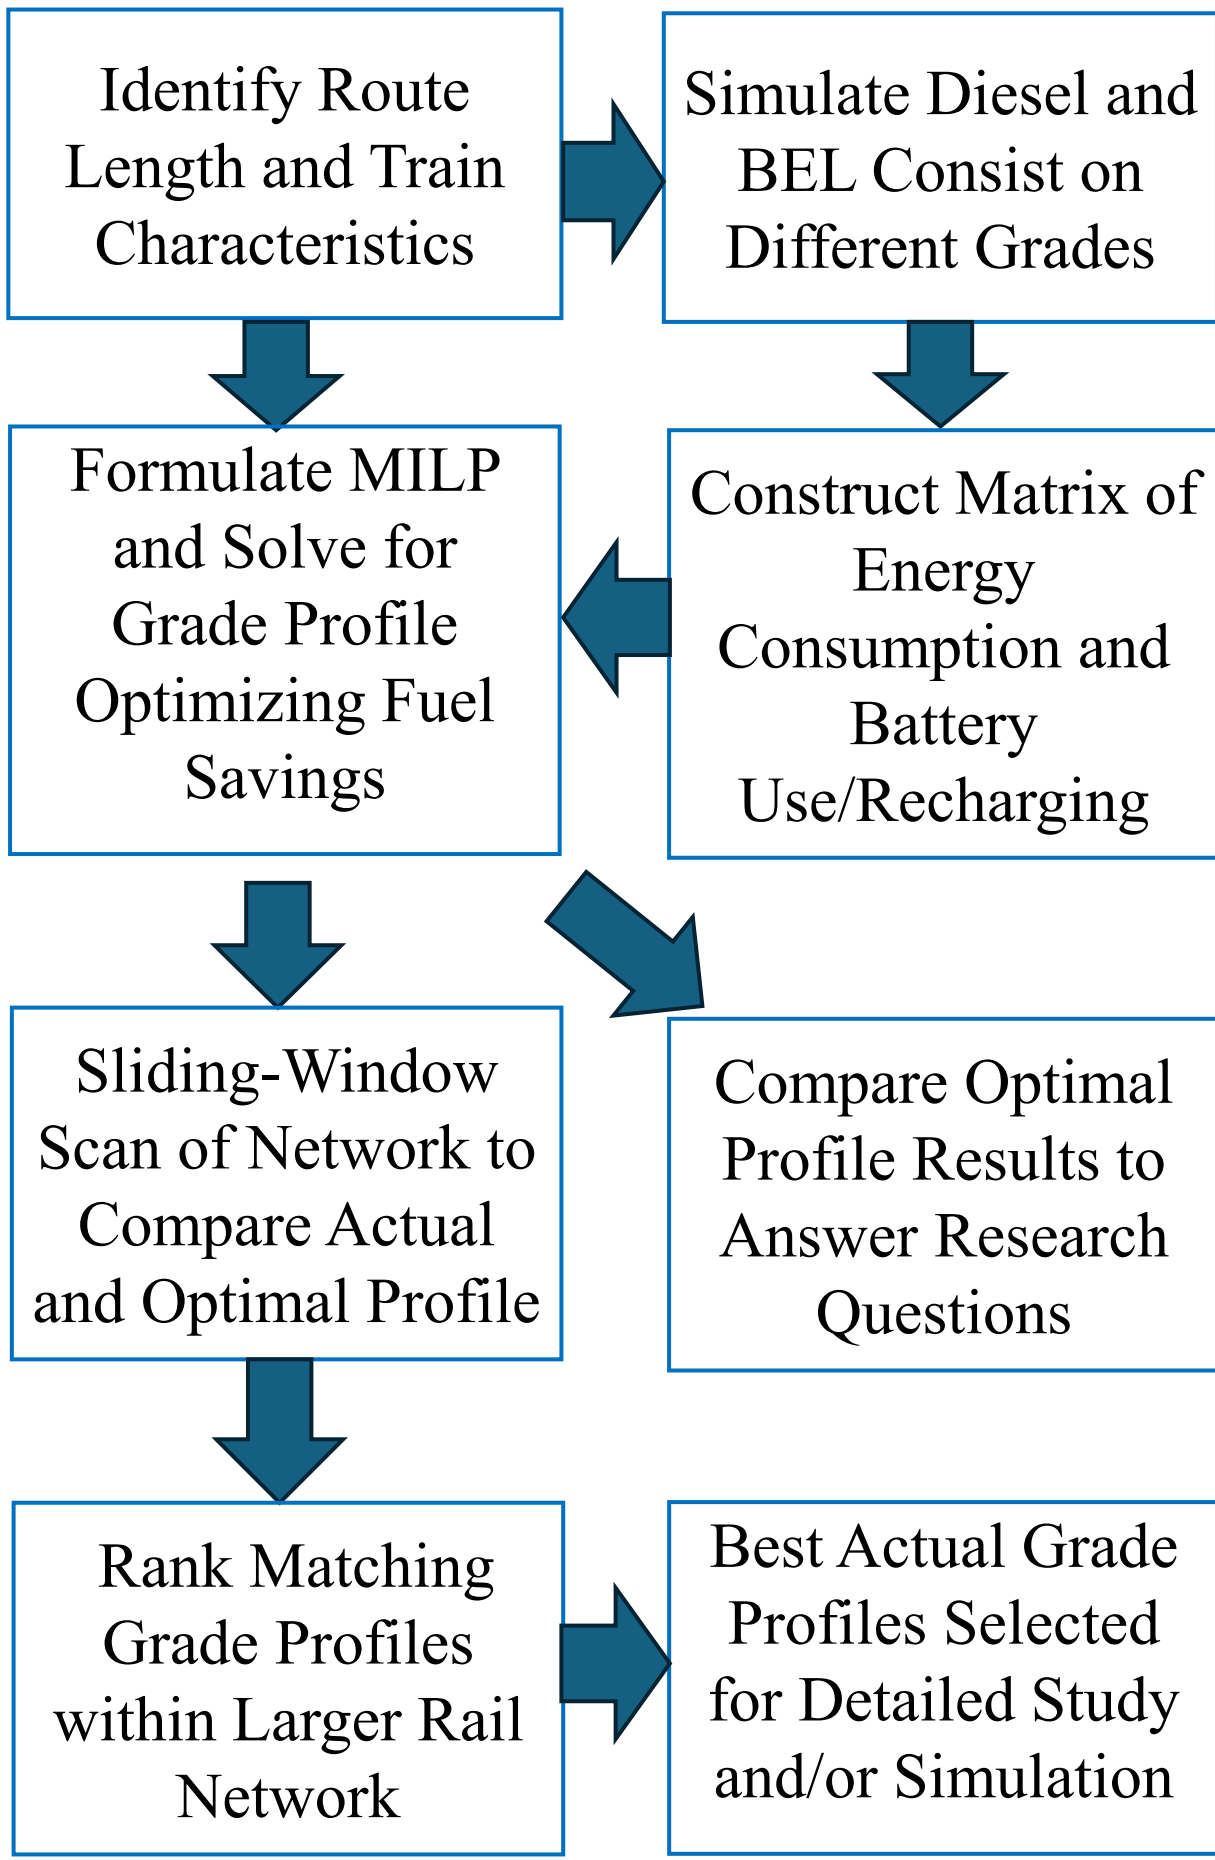 Identify Route
Length and Train
Characteristics
Simulate Diesel and
BEL Consist on
Different Grades
Formulate MILP
and Solve for
Grade Profile
Optimizing Fuel
Savings
Construct Matrix of
Energy
Consumption and
Battery
Use/Recharging
Sliding-Window
Scan of Network to
Compare Actual
and Optimal Profile
Compare Optimal
Profile Results to
Answer Research
Questions
Rank Matching
Grade Profiles
within Larger Rail
Network
Best Actual Grade
Profiles Selected
for Detailed Study
and/or Simulation